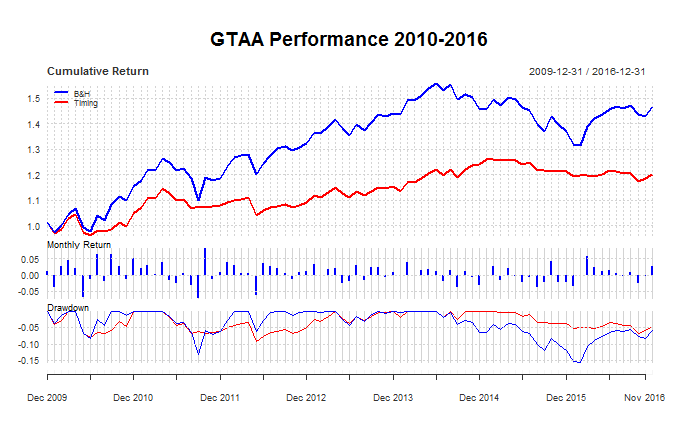 GTAA Performance 2010-2016
Cumulative Return 2009-12-31 / 2016-12-31
B&H
Timing
1.5
1.4
1.3
1.2
1.1
1.0
Monthly Return
0.05
0.00
-0.05
Drawdown
-0.05
-0.10
-0.15
Dec 2009 Dec 2010 Dec 2011 Dec 2012 Dec 2013 Dec 2014 Dec 2015 Nov 2016